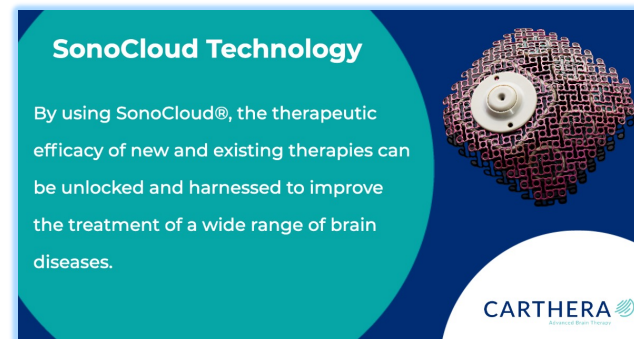 SonoCloud Technology
By using SonoCloud®, the therapeutic
efficacy of new and existing therapies can
be unlocked and harnessed to improve
the treatment of a wide range of brain
diseases.
CARTHERA
Advanced Brain Therapy